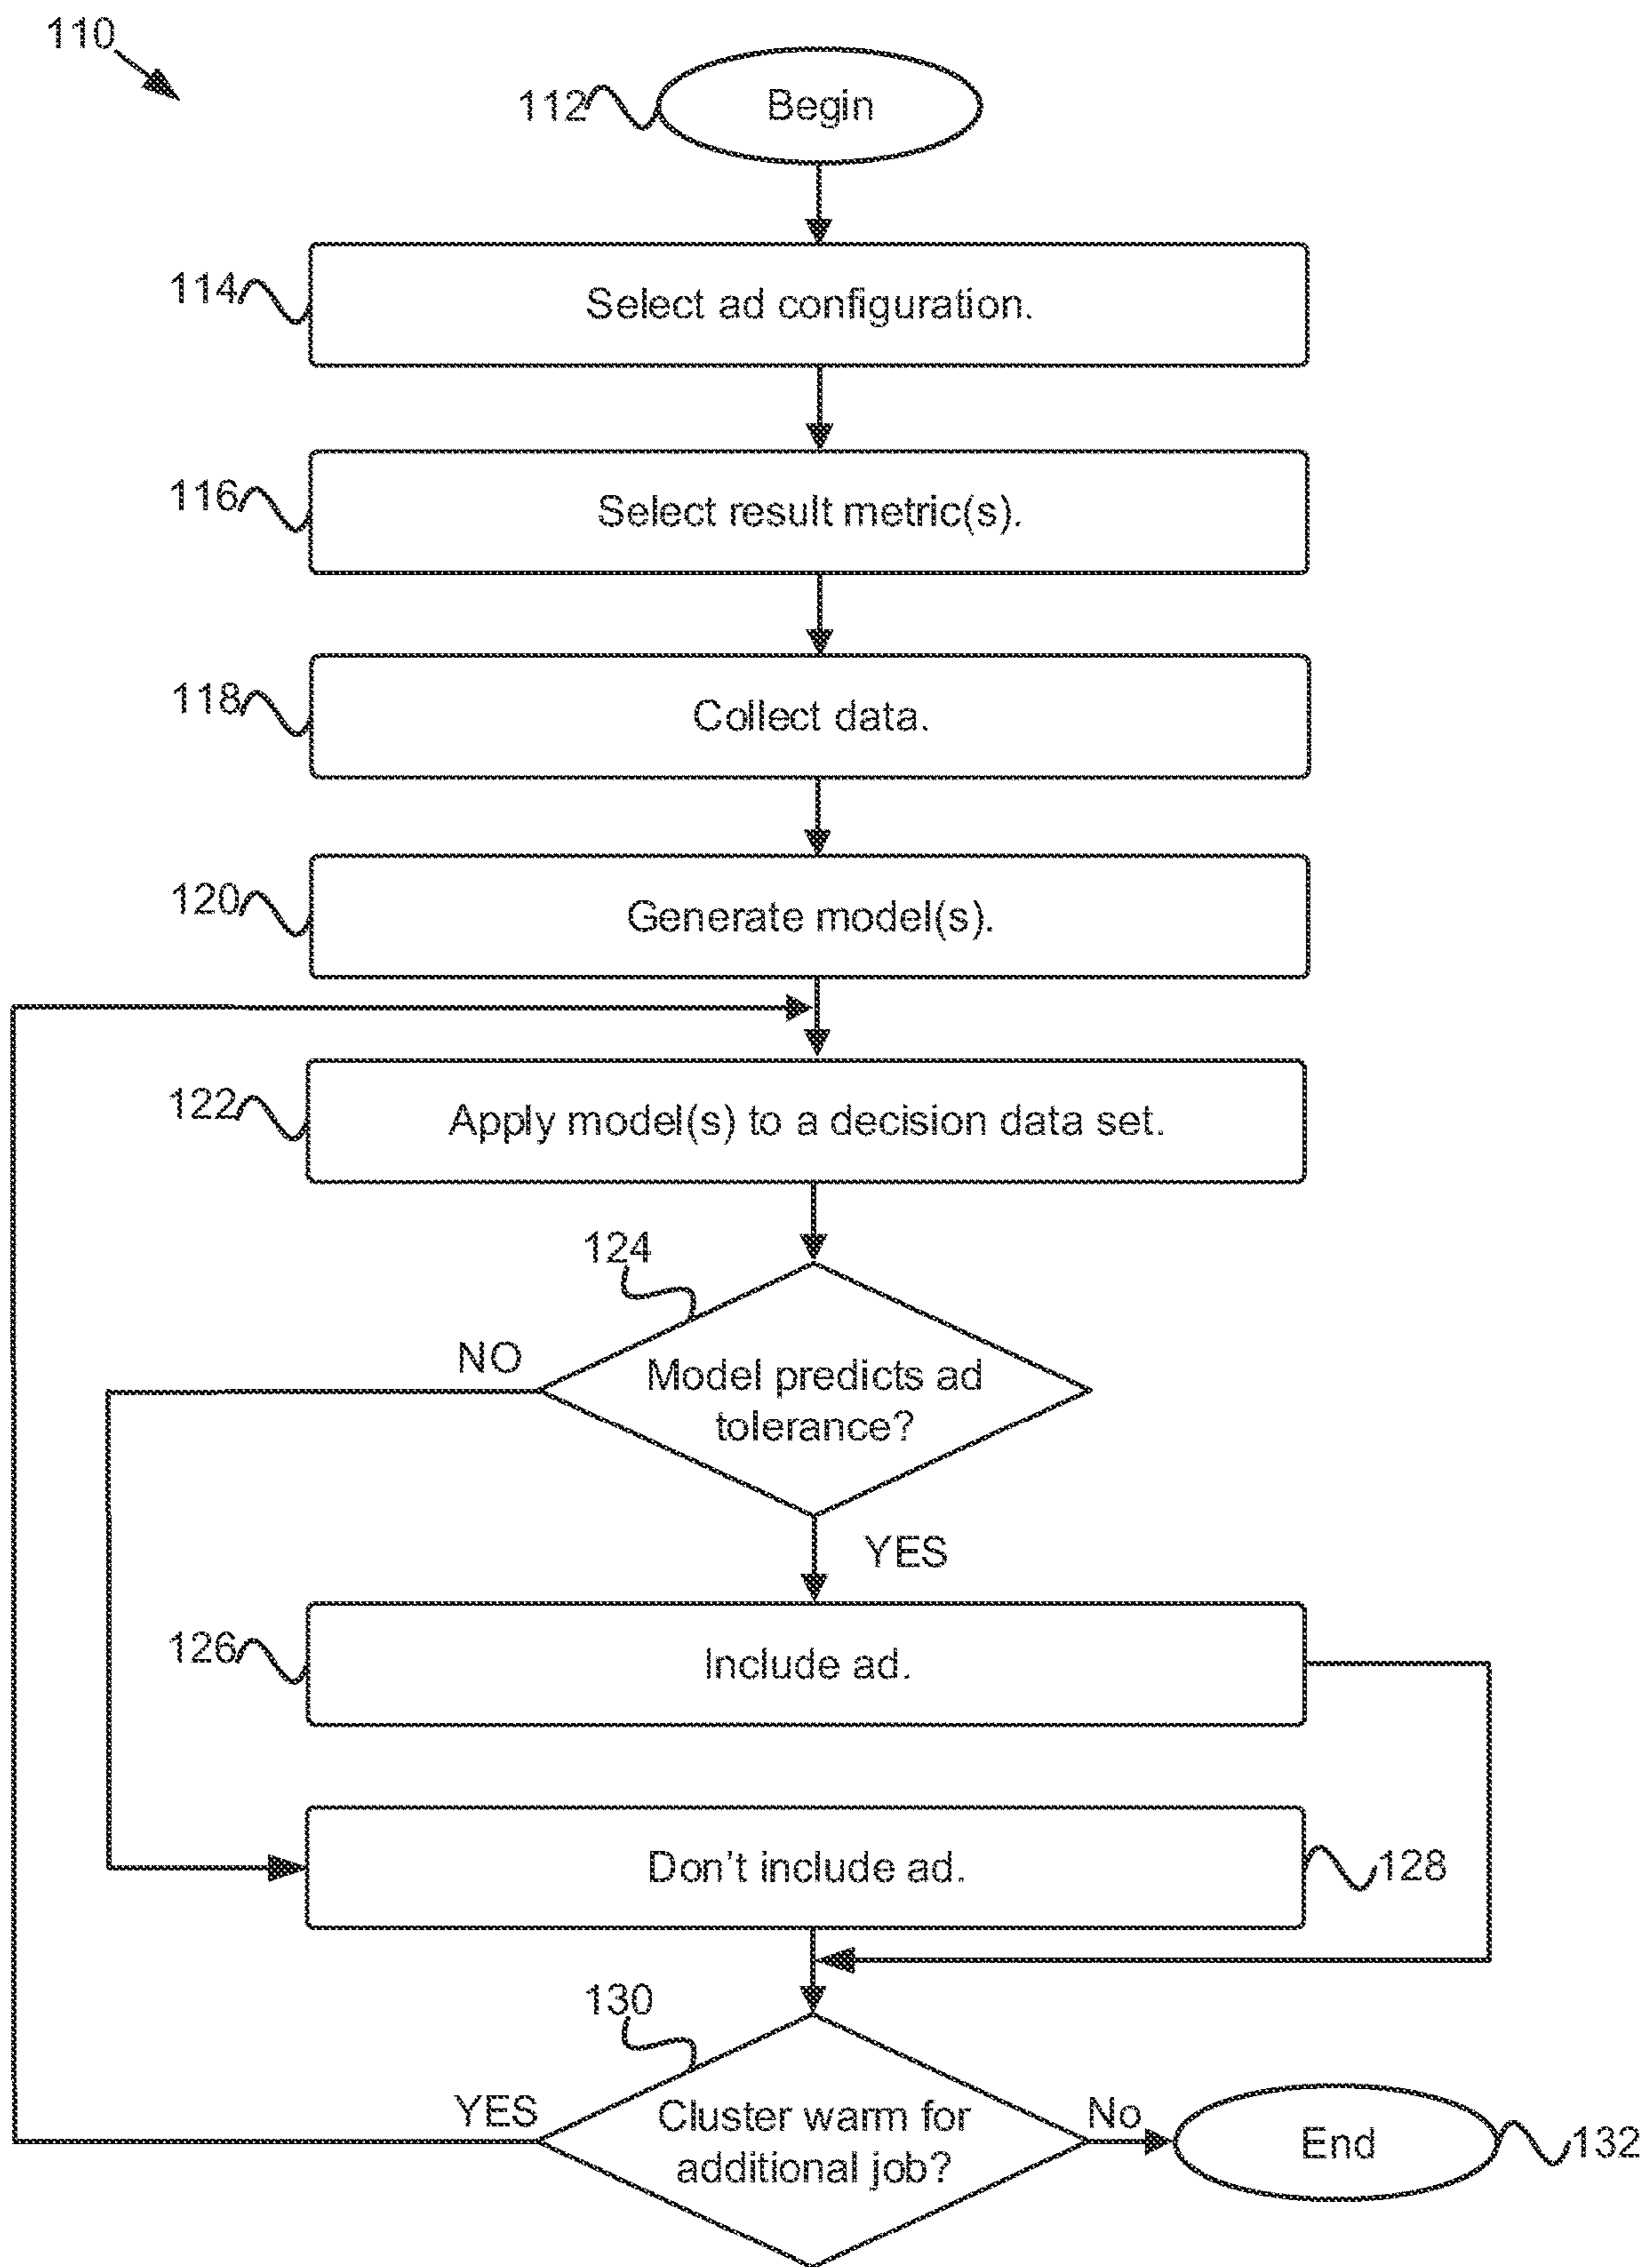 110
112
Begin
114
Select ad configuration.
116
Select result metric(s).
118
Collect data.
120
Generate model(s).
122
Apply model(s) to a decision data set.
124
NO
Model predicts ad
tolerance?
YES
126
Include ad.
Don't include ad.
128
130
YES
Cluster warm for
additional job?
No
End
132